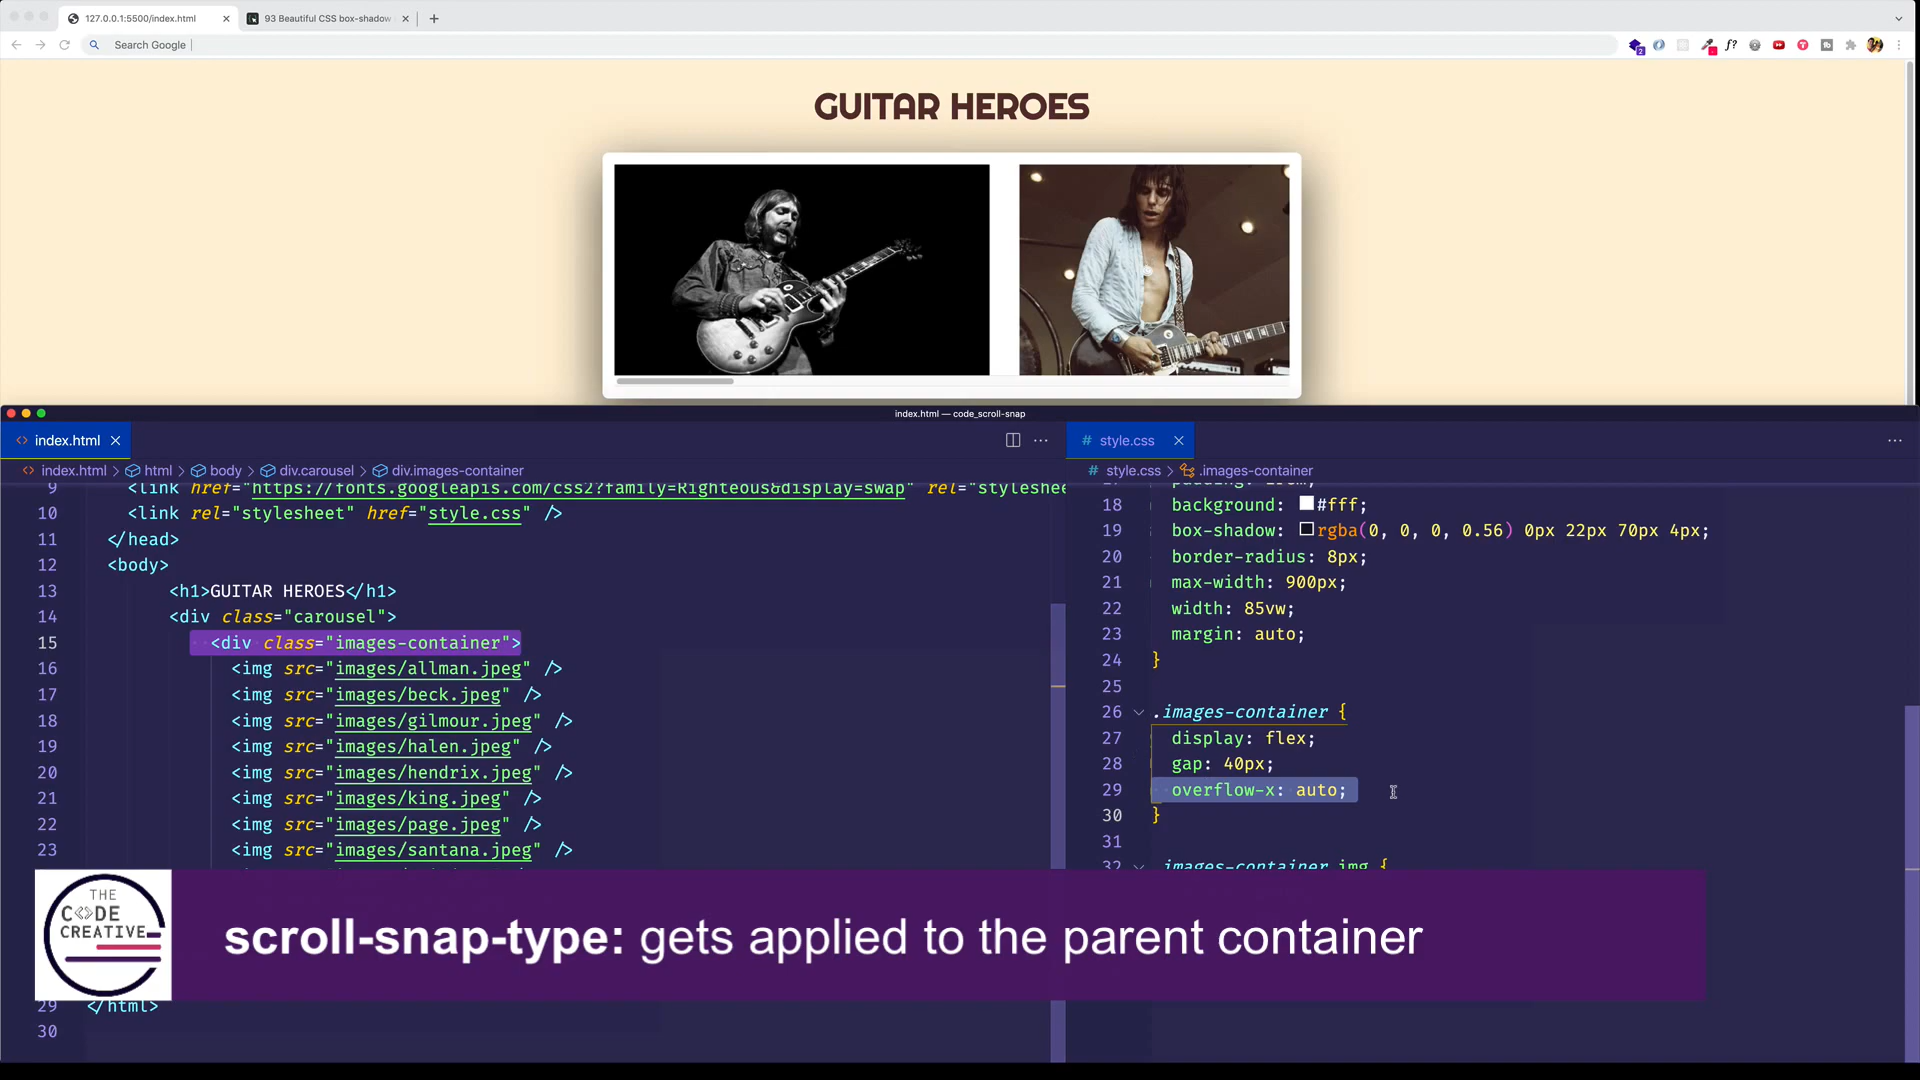 127.0.0.1:5500/index.html
93 Beautiful CSS box-shadow
Search Google
f?
2
GUITAR HEROES
index.html — code_scroll-snap
index.html
style.css
index.html > html > body > div.carousel > div.images-container
style.css > .images-container
9 <link href="https://fonts.googleapis.com/css2?family=Righteous&display=swap" rel="styleshee
10 <link rel="stylesheet" href="style.css" />
11 </head>
12 <body>
13 <h1>GUITAR HEROES</h1>
14 <div class="carousel">
15 <div class="images-container">
16 <img src="images/allman.jpeg" />
17 <img src="images/beck.jpeg" />
18 <img src="images/gilmour.jpeg" />
19 <img src="images/halen.jpeg" />
20 <img src="images/hendrix.jpeg" />
21 <img src="images/king.jpeg" />
22 <img src="images/page.jpeg" />
23 <img src="images/santana.jpeg" />
29 </html>
30
18 background: #fff;
19 box-shadow: rgba(0, 0, 0, 0.56) 0px 22px 70px 4px;
20 border-radius: 8px;
21 max-width: 900px;
22 width: 85vw;
23 margin: auto;
24 }
25
26 .images-container {
27 display: flex;
28 gap: 40px;
29 overflow-x: auto;
30 }
31
32 .images-container img {
THE
C<>DE
CREATIVE
scroll-snap-type: gets applied to the parent container